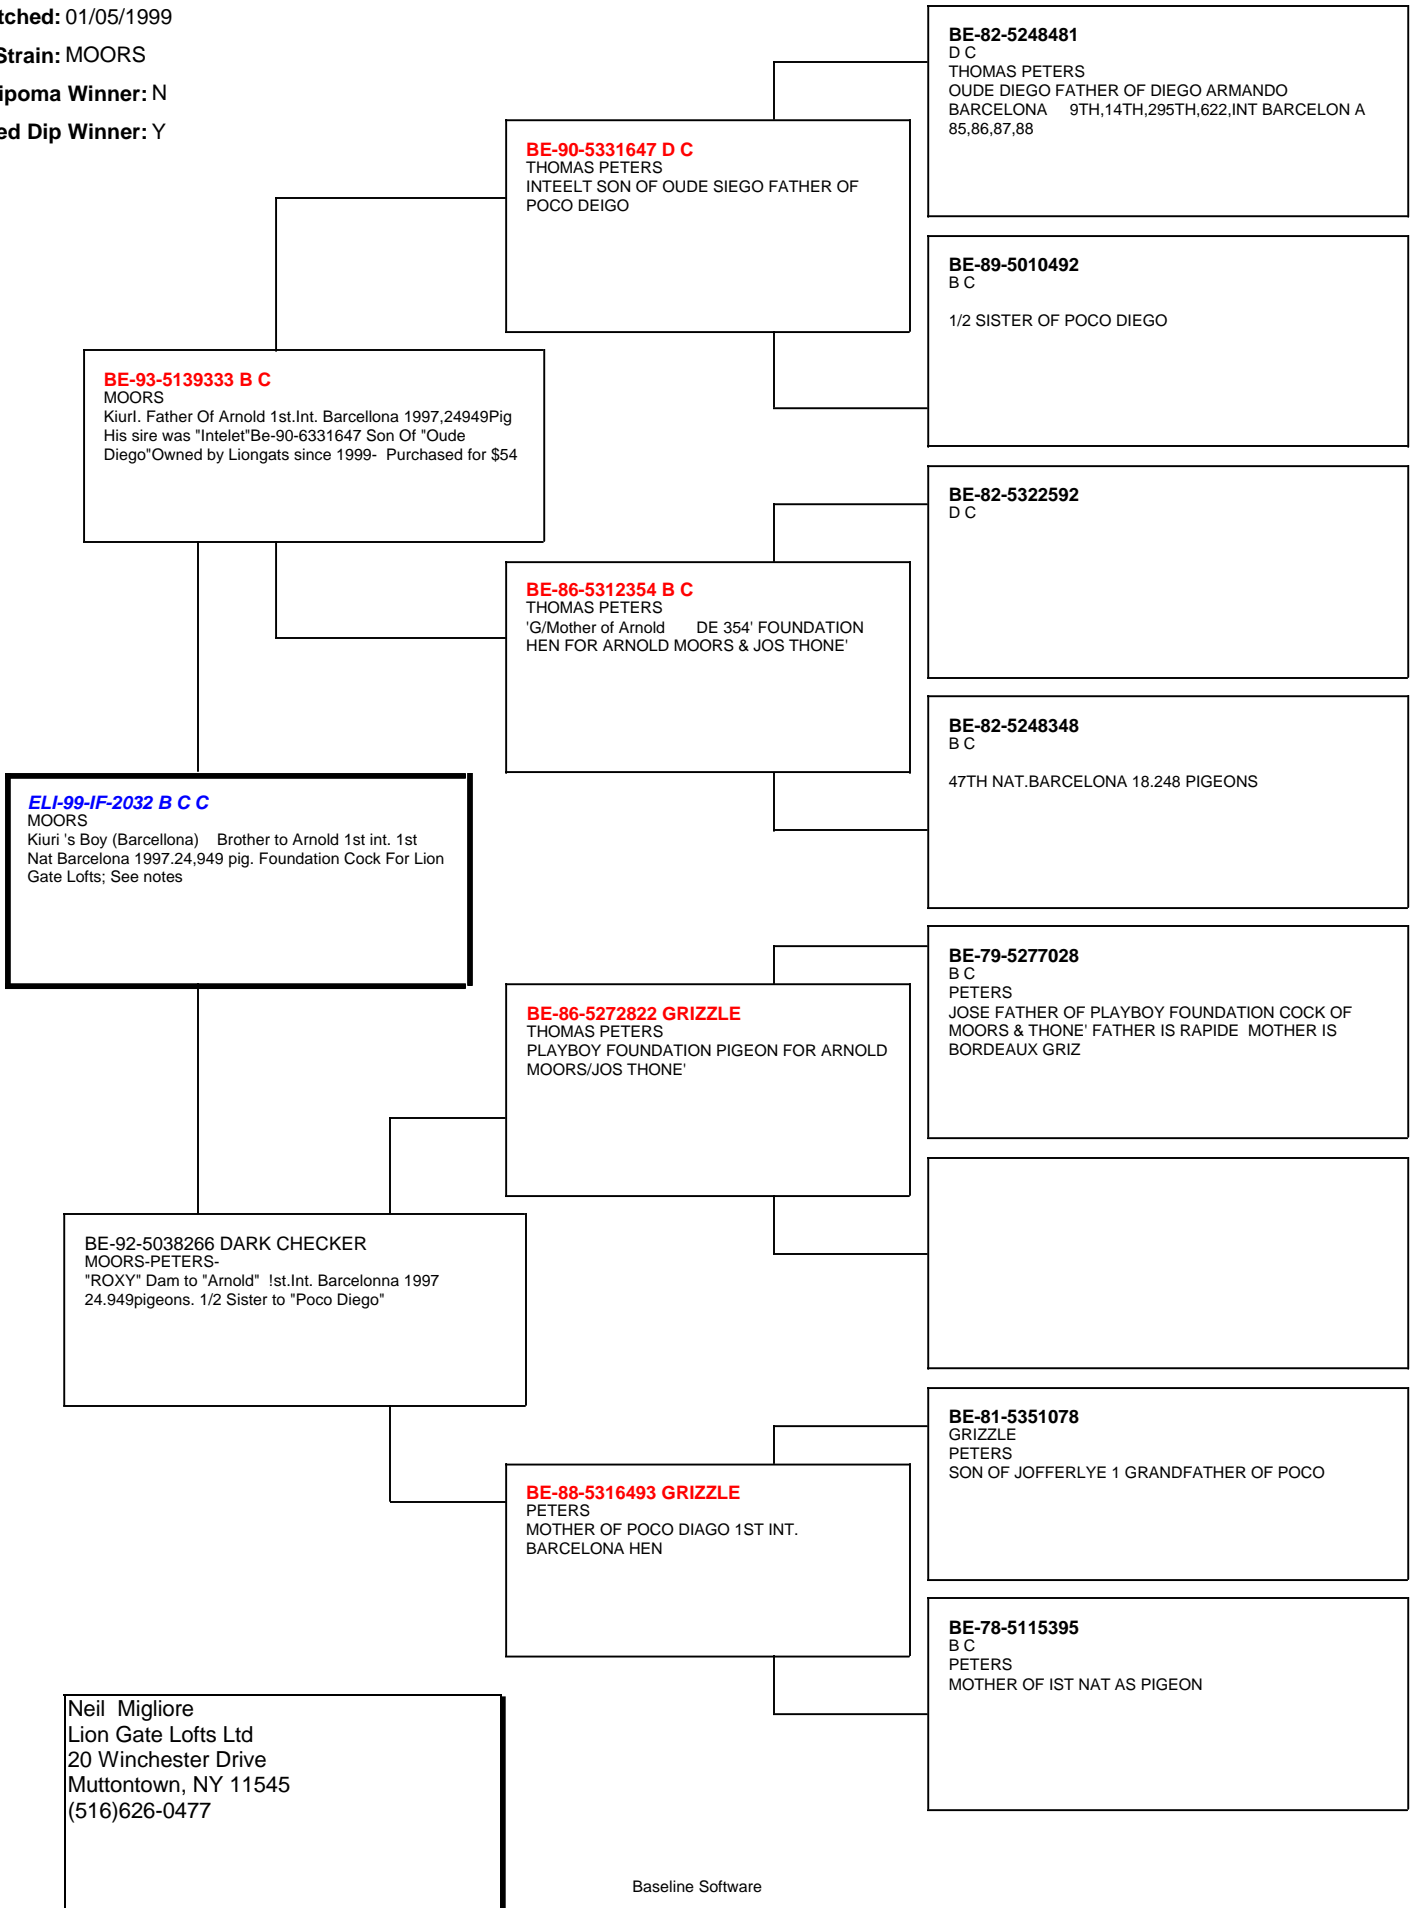 tched: 01/05/1999
Strain: MOORS
ipoma Winner: N
ed Dip Winner: Y
BE-82-5248481
D C
THOMAS PETERS
OUDE DIEGO FATHER OF DIEGO ARMANDO
BARCELONA 9TH,14TH,295TH,622,INT BARCELON A
85,86,87,88
BE-90-5331647 D C
THOMAS PETERS
INTEELT SON OF OUDE SIEGO FATHER OF
POCO DEIGO
BE-89-5010492
B C
1/2 SISTER OF POCO DIEGO
BE-93-5139333 B C
MOORS
KiurI. Father Of Arnold 1st.Int. Barcellona 1997,24949Pig
His sire was "Intelet"Be-90-6331647 Son Of "Oude
Diego"Owned by Liongats since 1999- Purchased for $54
BE-82-5322592
D C
BE-86-5312354 B C
THOMAS PETERS
'G/Mother of Arnold DE 354' FOUNDATION
HEN FOR ARNOLD MOORS & JOS THONE'
BE-82-5248348
B C
47TH NAT.BARCELONA 18.248 PIGEONS
ELI-99-IF-2032 B C C
MOORS
Kiuri 's Boy (Barcellona) Brother to Arnold 1st int. 1st
Nat Barcelona 1997.24,949 pig. Foundation Cock For Lion
Gate Lofts; See notes
BE-79-5277028
B C
PETERS
JOSE FATHER OF PLAYBOY FOUNDATION COCK OF
MOORS & THONE' FATHER IS RAPIDE MOTHER IS
BORDEAUX GRIZ
BE-86-5272822 GRIZZLE
THOMAS PETERS
PLAYBOY FOUNDATION PIGEON FOR ARNOLD
MOORS/JOS THONE'
BE-92-5038266 DARK CHECKER
MOORS-PETERS-
"ROXY" Dam to "Arnold" !st.Int. Barcelonna 1997
24.949pigeons. 1/2 Sister to "Poco Diego"
BE-81-5351078
GRIZZLE
PETERS
SON OF JOFFERLYE 1 GRANDFATHER OF POCO
BE-88-5316493 GRIZZLE
PETERS
MOTHER OF POCO DIAGO 1ST INT.
BARCELONA HEN
BE-78-5115395
B C
PETERS
MOTHER OF IST NAT AS PIGEON
Neil Migliore
Lion Gate Lofts Ltd
20 Winchester Drive
Muttontown, NY 11545
(516)626-0477
Baseline Software